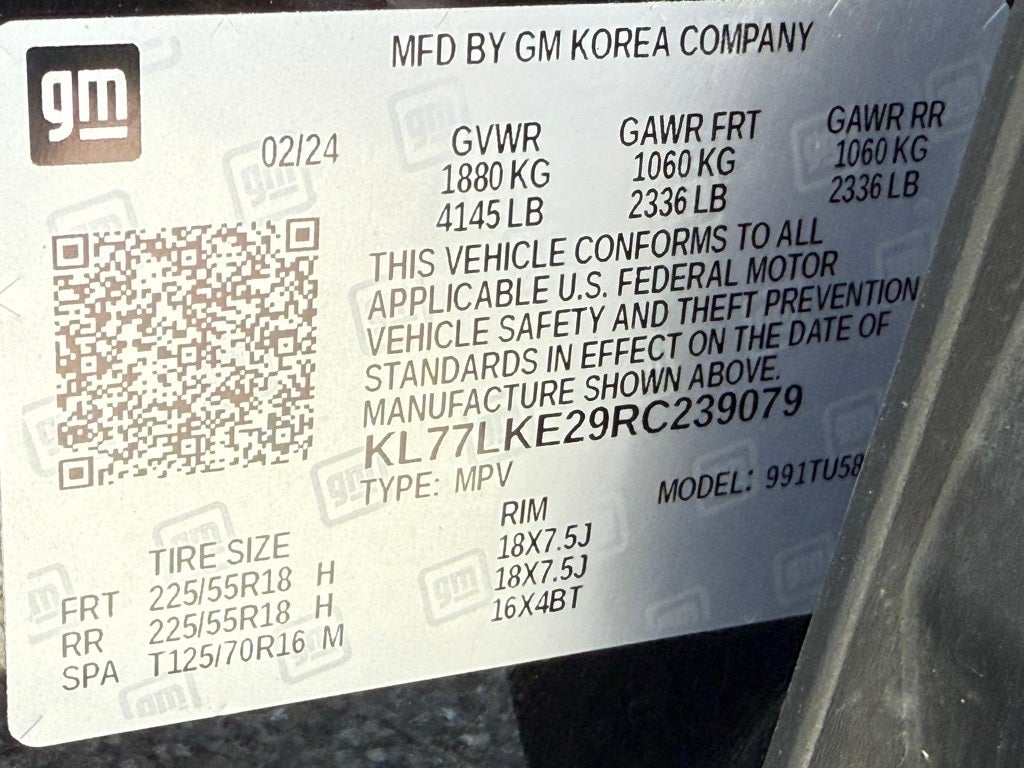 gm
MFD BY GM KOREA COMPANY
02/24
GVWR GAWR FRT GAWR RR
1880 KG 1060 KG 1060 KG
4145 LB 2336 LB 2336 LB
THIS VEHICLE CONFORMS TO ALL
APPLICABLE U.S. FEDERAL MOTOR
VEHICLE SAFETY AND THEFT PREVENTION
STANDARDS IN EFFECT ON THE DATE OF
MANUFACTURE SHOWN ABOVE.
KL77LKE29RC239079
TYPE: MPV MODEL: 991TU58
TIRE SIZE RIM
FRT 225/55R18 H 18X7.5J
RR 225/55R18 H 18X7.5J
SPA T125/70R16 M 16X4BT